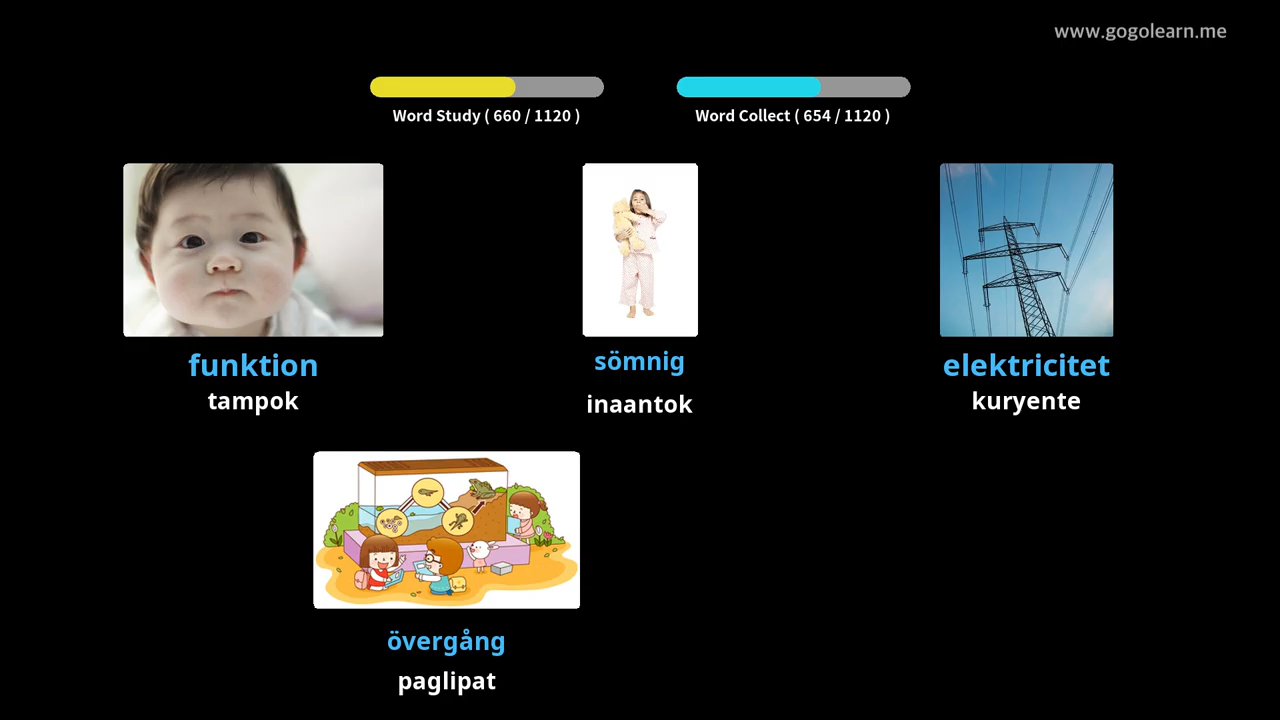 www.gogolearn.me
Word Study ( 660 / 1120 )
Word Collect ( 654 / 1120 )
funktion
tampok
sömnig
inaantok
elektricitet
kuryente
övergång
paglipat